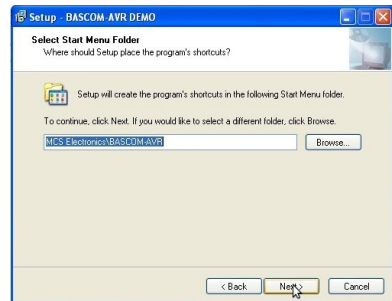 Setup - BASCOM-AVR DEMO
Select Start Menu Folder
Where should Setup place the program's shortcuts?
Setup will create the program's shortcuts in the following Start Menu folder.
To continue, click Next. If you would like to select a different folder, click Browse.
MCS Electronics\BASCOM-AVR
Browse...
< Back
Next >
Cancel